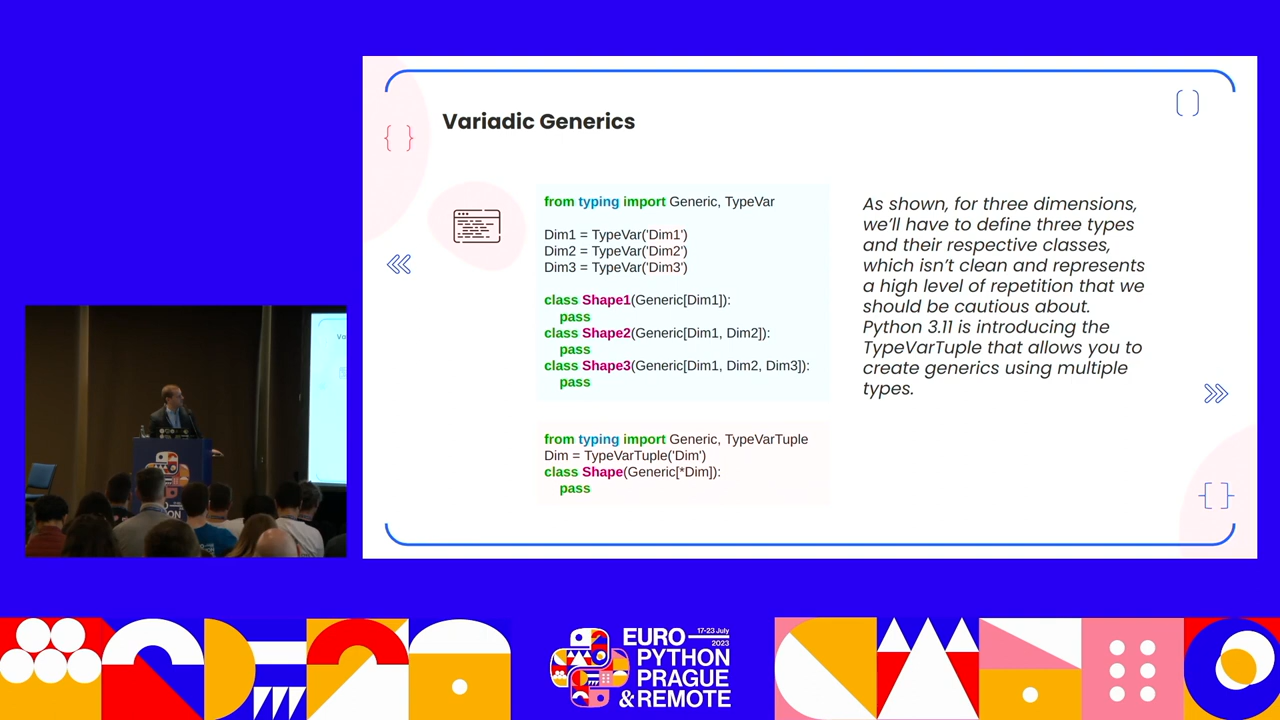 Variadic Generics
from typing import Generic, TypeVar
Dim1 = TypeVar('Dim1')
Dim2 = TypeVar('Dim2')
Dim3 = TypeVar('Dim3')
class Shape1(Generic[Dim1]):
pass
class Shape2(Generic[Dim1, Dim2]):
pass
class Shape3(Generic[Dim1, Dim2, Dim3]):
pass
from typing import Generic, TypeVarTuple
Dim = TypeVarTuple('Dim')
class Shape(Generic[*Dim]):
pass
As shown, for three dimensions,
we'll have to define three types
and their respective classes,
which isn't clean and represents
a high level of repetition that we
should be cautious about.
Python 3.11 is introducing the
TypeVarTuple that allows you to
create generics using multiple
types.
EURO 17-23 July
2023
PYTHON
PRAGUE
& REMOTE